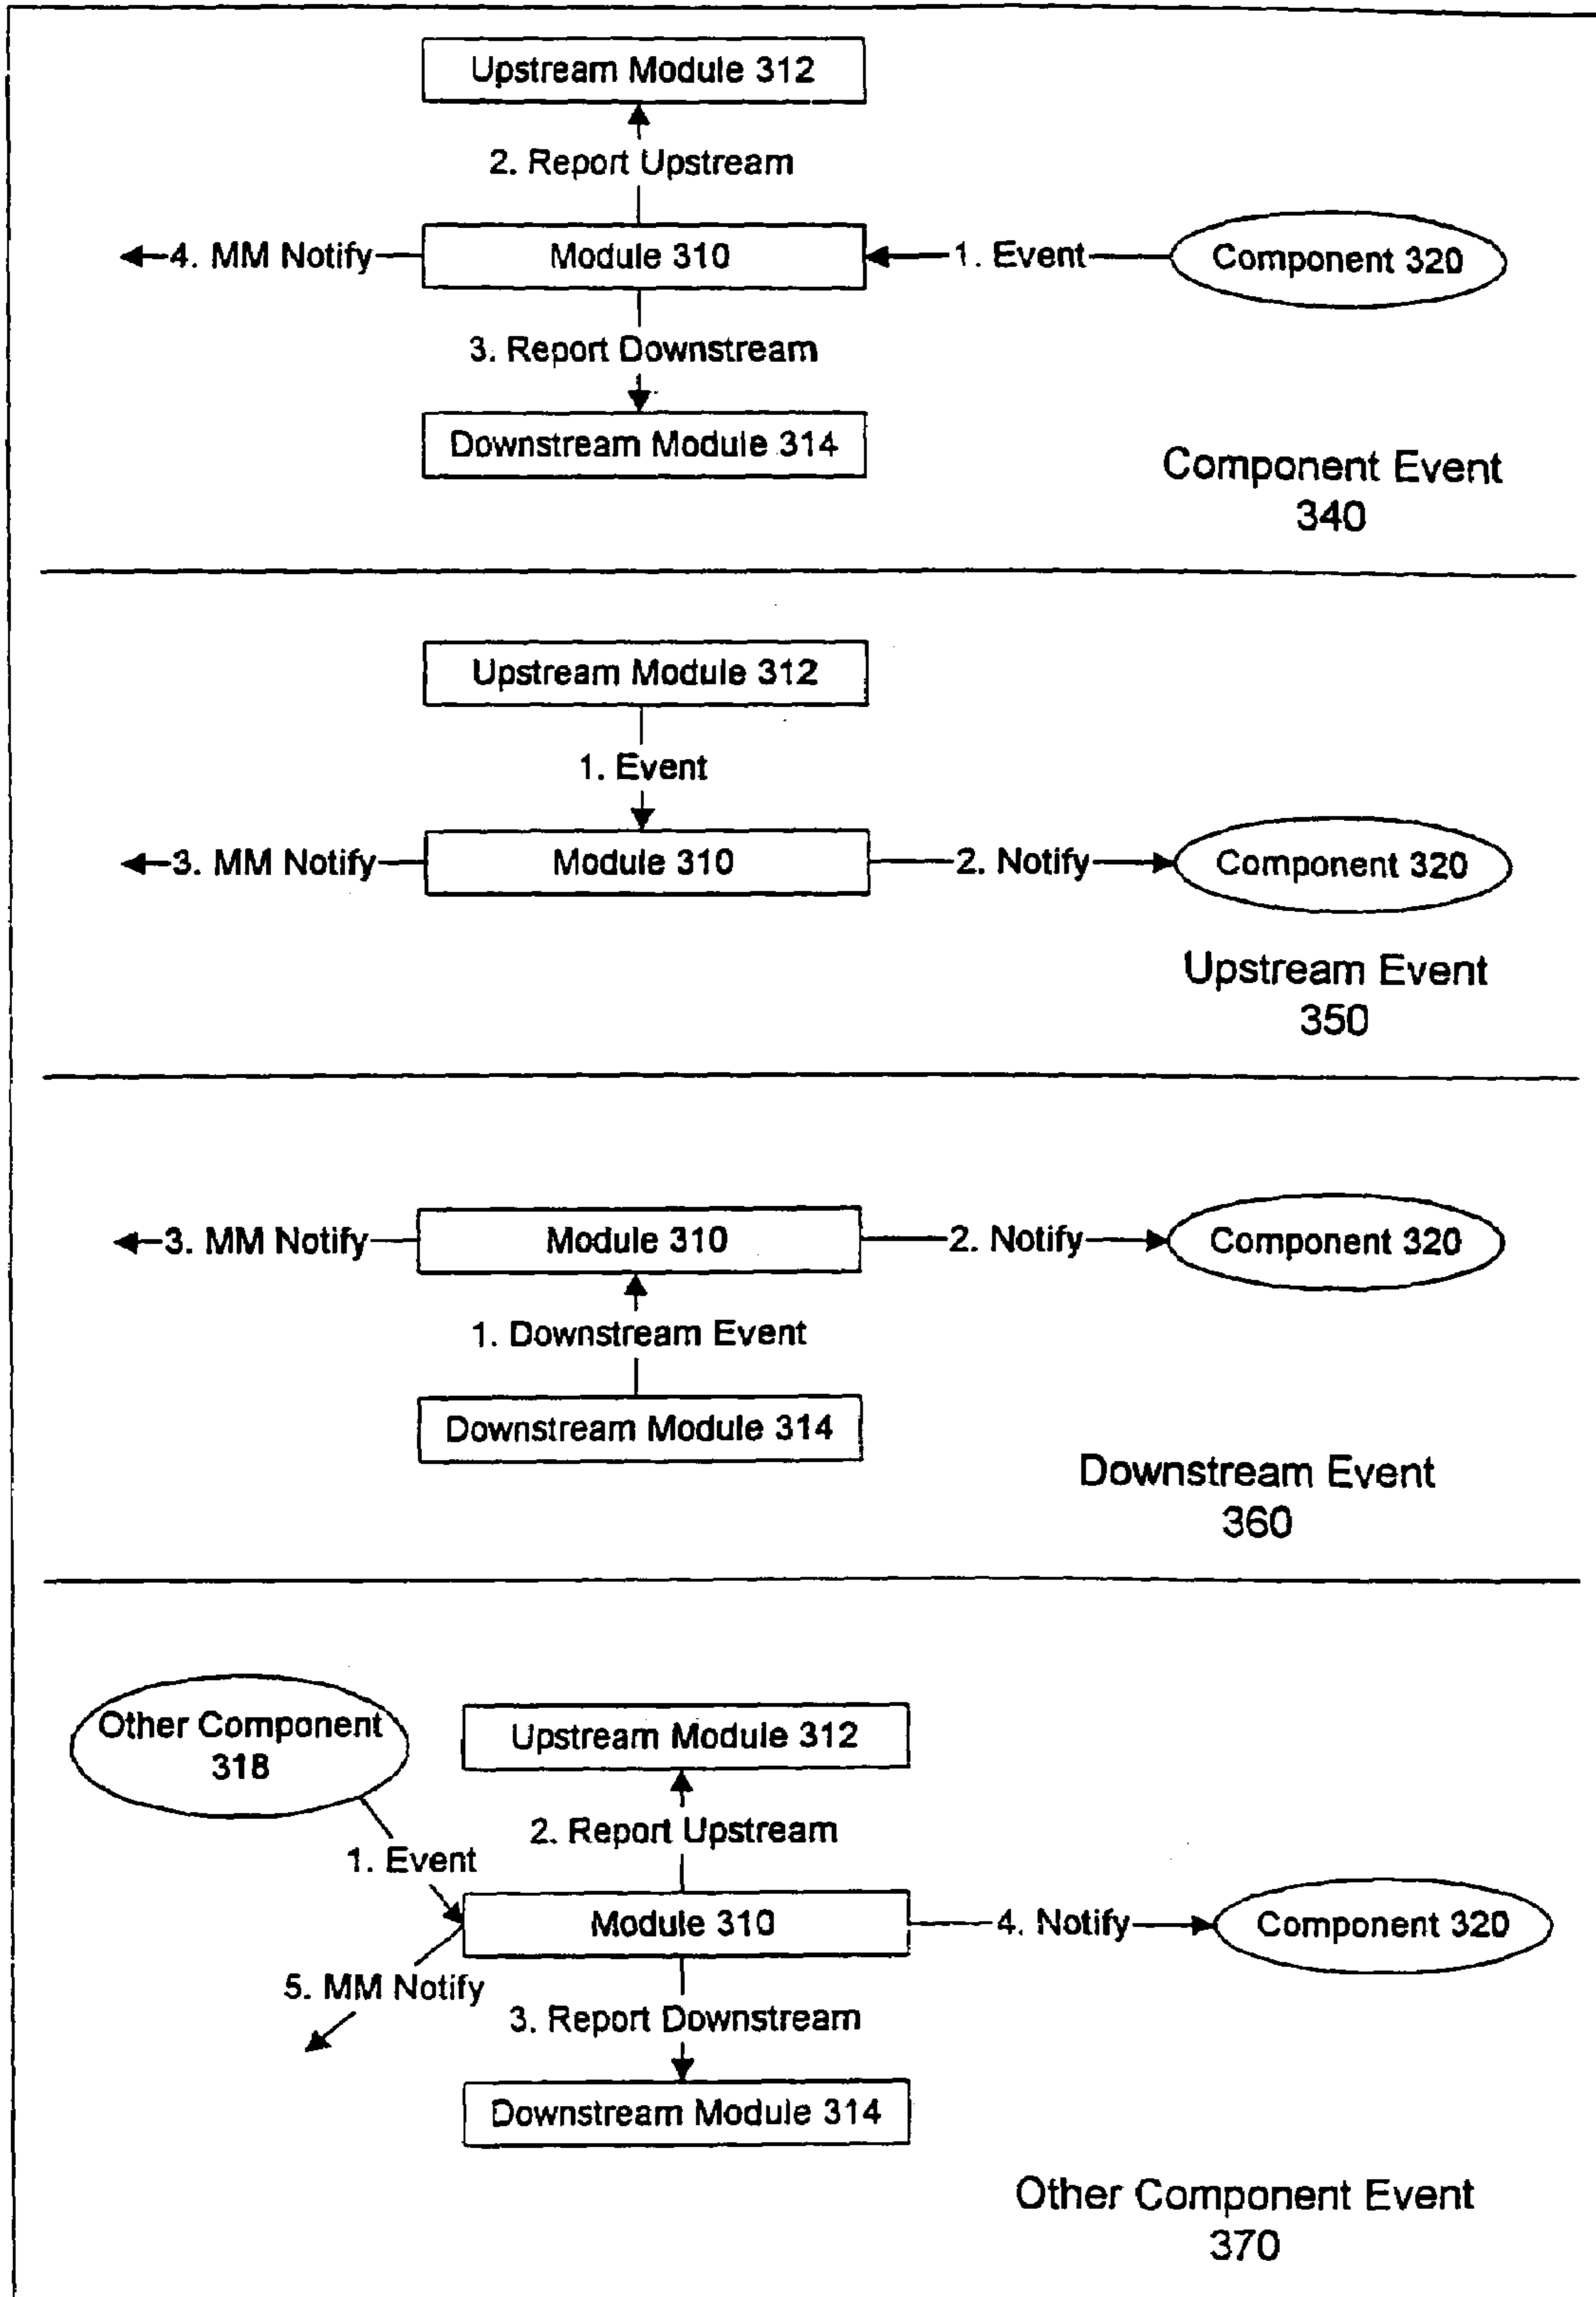 Upstream Module 312
2. Report Upstream
4. MM Notify
Module 310
1. Event
Component 320
3. Report Downstream
Downstream Module 314
Component Event
340
Upstream Module 312
1. Event
3. MM Notify
Module 310
2. Notify
Component 320
Upstream Event
350
3. MM Notify
Module 310
2. Notify
Component 320
1. Downstream Event
Downstream Module 314
Downstream Event
360
Other Component
318
Upstream Module 312
2. Report Upstream
1. Event
Module 310
4. Notify
Component 320
5. MM Notify
3. Report Downstream
Downstream Module 314
Other Component Event
370